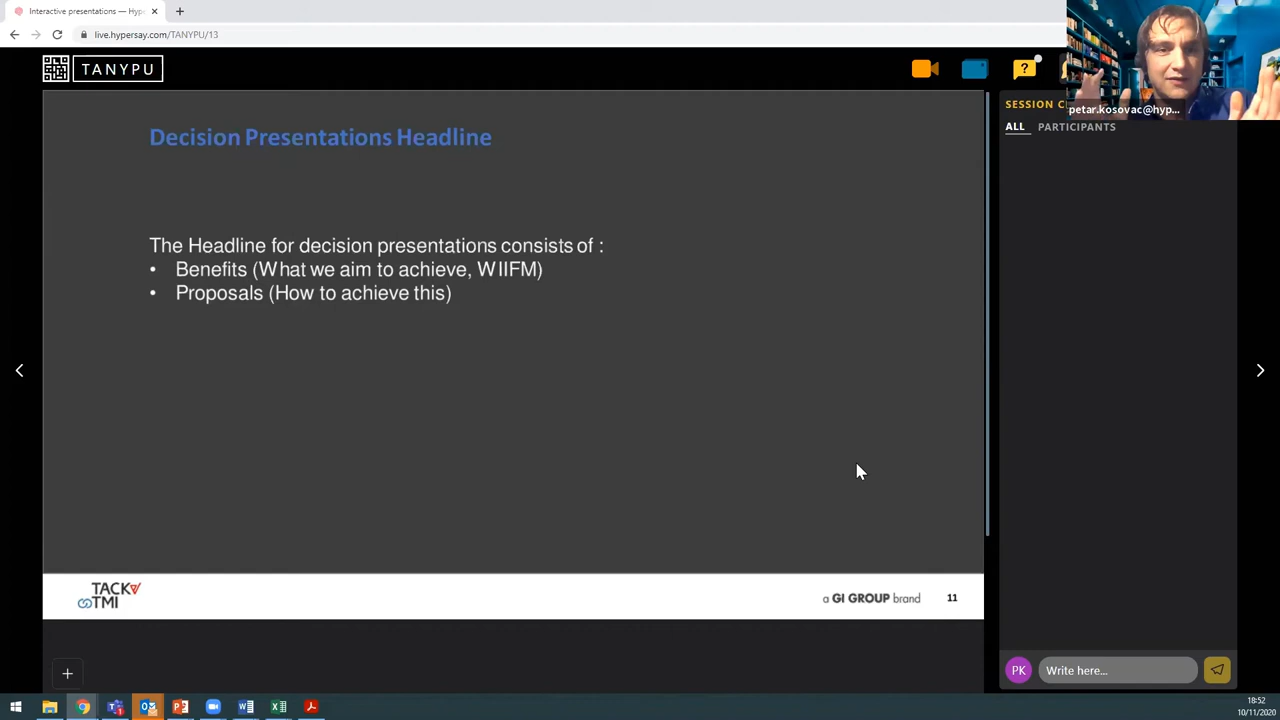 Interactive presentations — Hyp
live.hypersay.com/TANYPU/13
TANYPU
?
petar.kosovac@hyp...
SESSION C
ALL PARTICIPANTS
Decision Presentations Headline
The Headline for decision presentations consists of :
• Benefits (What we aim to achieve, WIIFM)
• Proposals (How to achieve this)
TACK
TMI
a GI GROUP brand
11
PK
Write here...
18:52
10/11/2020